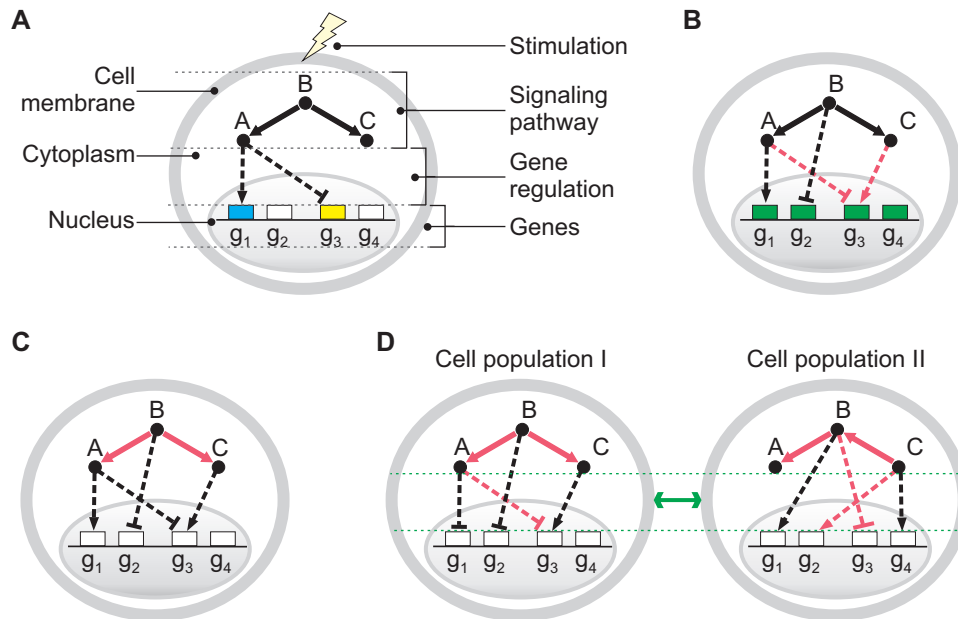 A
Stimulation
Cell
membrane
B
A
C
Signaling
pathway
Cytoplasm
Gene
regulation
Nucleus
g1 g2 g3 g4
Genes
B
B
A
C
g1 g2 g3 g4
C
B
A
C
g1 g2 g3 g4
D
Cell population I
B
A
C
g1 g2 g3 g4
Cell population II
B
A
C
g1 g2 g3 g4